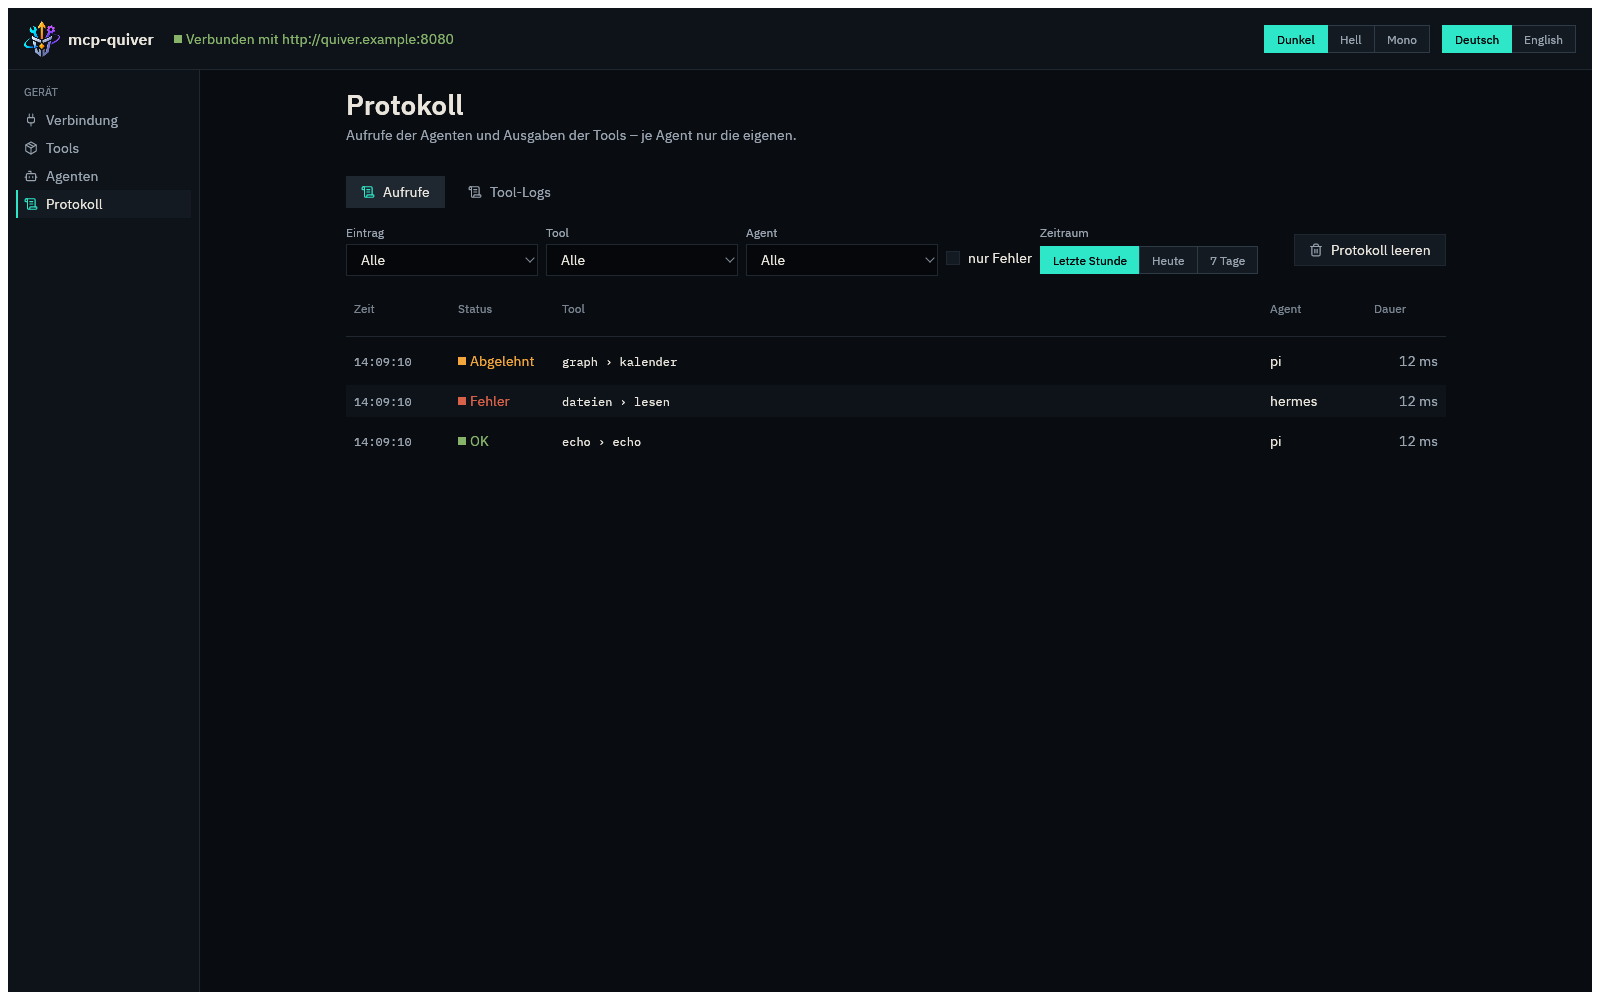 mcp-quiver
Verbunden mit http://quiver.example:8080
Dunkel Hell Mono
Deutsch English
GERÄT
Verbindung
Tools
Agenten
Protokoll
Protokoll
Aufrufe der Agenten und Ausgaben der Tools – je Agent nur die eigenen.
Aufrufe Tool-Logs
Eintrag Tool Agent Zeitraum
Alle Alle Alle nur Fehler Letzte Stunde Heute 7 Tage Protokoll leeren
Zeit Status Tool Agent Dauer
14:09:10 Abgelehnt graph › kalender pi 12 ms
14:09:10 Fehler dateien › lesen hermes 12 ms
14:09:10 OK echo › echo pi 12 ms